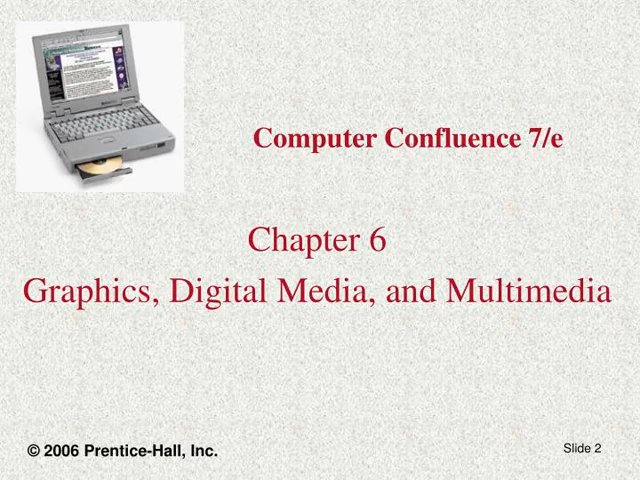 Computer Confluence 7/e
Chapter 6
Graphics, Digital Media, and Multimedia
© 2006 Prentice-Hall, Inc.
Slide 2